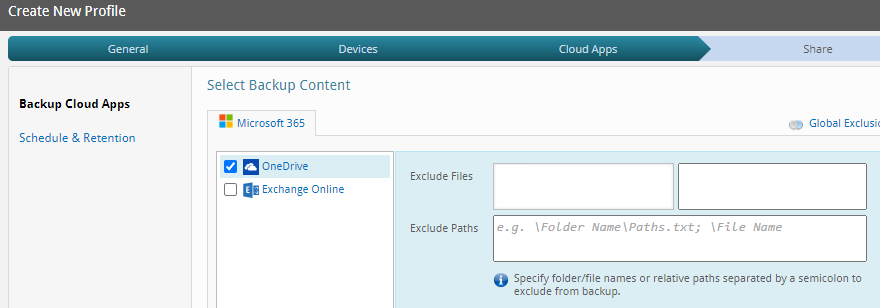 Create New Profile
General
Devices
Cloud Apps
Share
Backup Cloud Apps
Schedule & Retention
Select Backup Content
Microsoft 365
Global
OneDrive
Exchange Online
Exclude Files
Exclude Paths
e.g. \Folder Name\Paths.txt; \File Name
Specify folder/file names or relative paths separated by a semicolon to
exclude from backup.